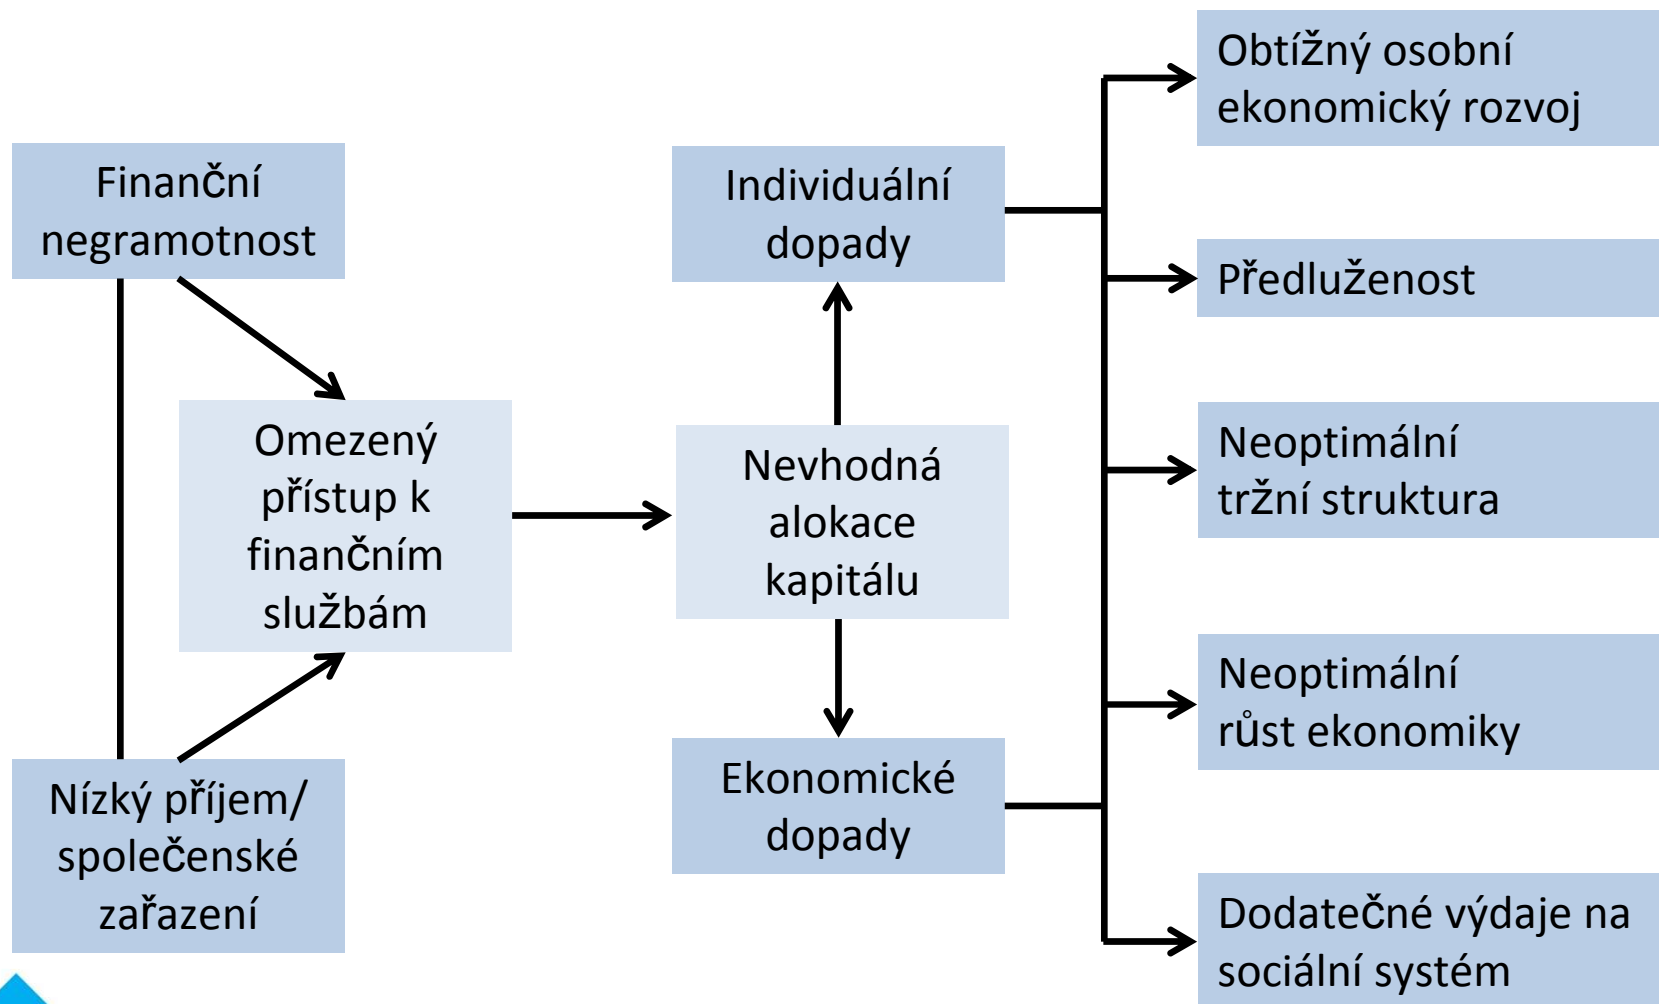 Finanční
negramotnost
Nízký příjem/
společenské
zařazení
Omezený
přístup k
finančním
službám
Nevhodná
alokace
kapitálu
Individuální
dopady
Ekonomické
dopady
Obtížný osobní
ekonomický rozvoj
Předluženost
Neoptimální
tržní struktura
Neoptimální
růst ekonomiky
Dodatečné výdaje na
sociální systém